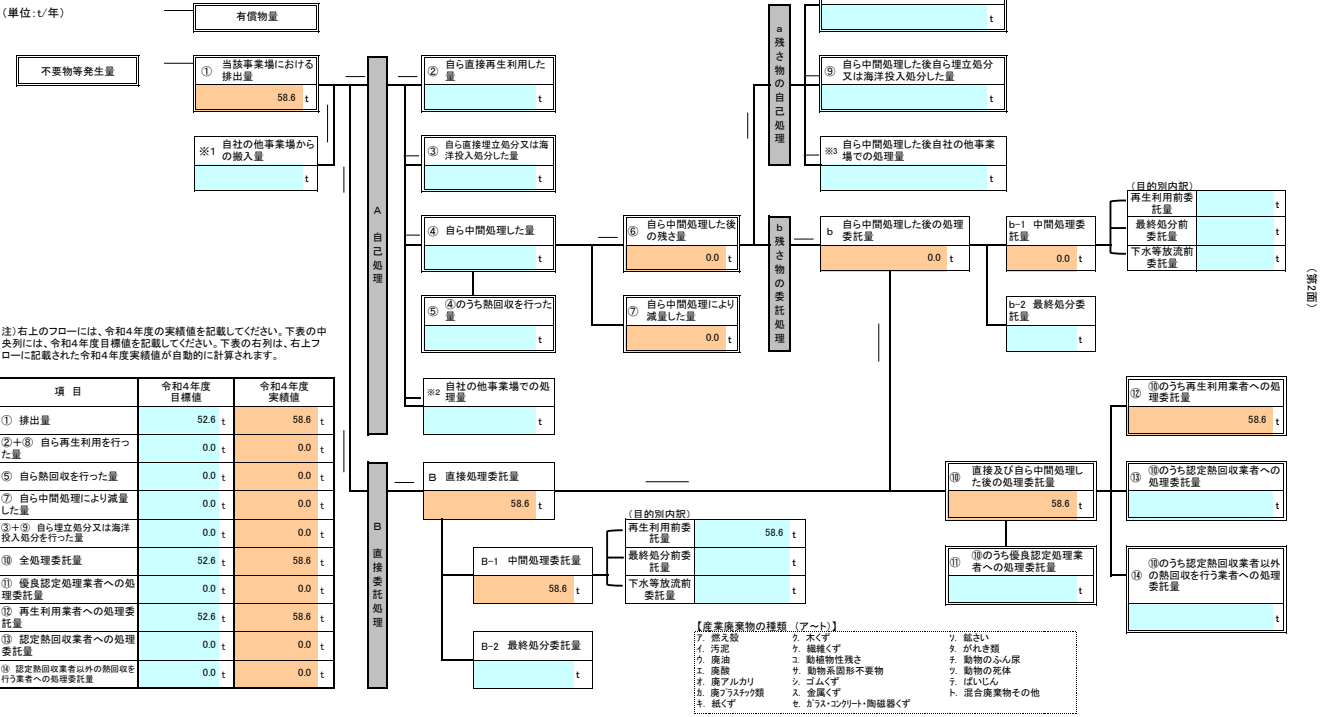 (単位:t/年)
有償物量
不要物等発生量
① 当該事業場における
排出量
58.6 t
※1 自社の他事業場から
の搬入量
t
A 自己処理
② 自ら直接再生利用した
量
t
③ 自ら直接埋立処分又は海
洋投入処分した量
t
④ 自ら中間処理した量
t
⑤ ④のうち熱回収を行った
量
t
※2 自社の他事業場での処
理量
t
⑥ 自ら中間処理した後
の残さ量
0.0 t
⑦ 自ら中間処理により
減量した量
0.0 t
a 残さ物の自己処理
t
⑨ 自ら中間処理した後自ら埋立処分
又は海洋投入処分した量
t
※3 自ら中間処理した後自社の他事業
場での処理量
t
b 残さ物の委託処理
b 自ら中間処理した後の処理
委託量
0.0 t
b-1 中間処理委
託量
0.0 t
(目的別内訳)
再生利用前委
託量 t
最終処分前
委託量 t
下水等放流前
委託量 t
b-2 最終処分委
託量
t
(第2面)
注)右上のフローには、令和4年度の実績値を記載してください。下表の中
央列には、令和4年度目標値を記載してください。下表の右列は、右上フ
ローに記載された令和4年度実績値が自動的に計算されます。
項 目 令和4年度
目標値 令和4年度
実績値
① 排出量 52.6 t 58.6 t
②+⑧ 自ら再生利用を行っ
た量 0.0 t 0.0 t
⑤ 自ら熱回収を行った量 0.0 t 0.0 t
⑦ 自ら中間処理により減量
した量 0.0 t 0.0 t
③+⑨ 自ら埋立処分又は海洋
投入処分を行った量 0.0 t 0.0 t
⑩ 全処理委託量 52.6 t 58.6 t
⑪ 優良認定処理業者への処
理委託量 0.0 t 0.0 t
⑫ 再生利用業者への処理委
託量 52.6 t 58.6 t
⑬ 認定熱回収業者への処理
委託量 0.0 t 0.0 t
⑭ 認定熱回収業者以外の熱回収を
行う業者への処理委託量 0.0 t 0.0 t
B 直接委託処理
B 直接処理委託量
58.6 t
B-1 中間処理委託量
58.6 t
(目的別内訳)
再生利用前委
託量 58.6 t
最終処分前委
託量 t
下水等放流前
委託量 t
B-2 最終処分委託量
t
⑩ 直接及び自ら中間処理し
た後の処理委託量
58.6 t
⑪ ⑩のうち優良認定処理業
者への処理委託量
t
⑫ ⑩のうち再生利用業者への処
理委託量
58.6 t
⑬ ⑩のうち認定熱回収業者への
処理委託量
t
⑭ ⑩のうち認定熱回収業者以外
の熱回収を行う業者への処理
委託量
t
【産業廃棄物の種類 (ア~ト)】
ア. 燃え殻 ク. 木くず ソ. 鉱さい
イ. 汚泥 ケ. 繊維くず タ. がれき類
ウ. 廃油 コ. 動植物性残さ チ. 動物のふん尿
エ. 廃酸 サ. 動物系固形不要物 ツ. 動物の死体
オ. 廃アルカリ シ. ゴムくず テ. ばいじん
カ. 廃プラスチック類 ス. 金属くず ト. 混合廃棄物その他
キ. 紙くず セ. ガラス・コンクリート・陶磁器くず